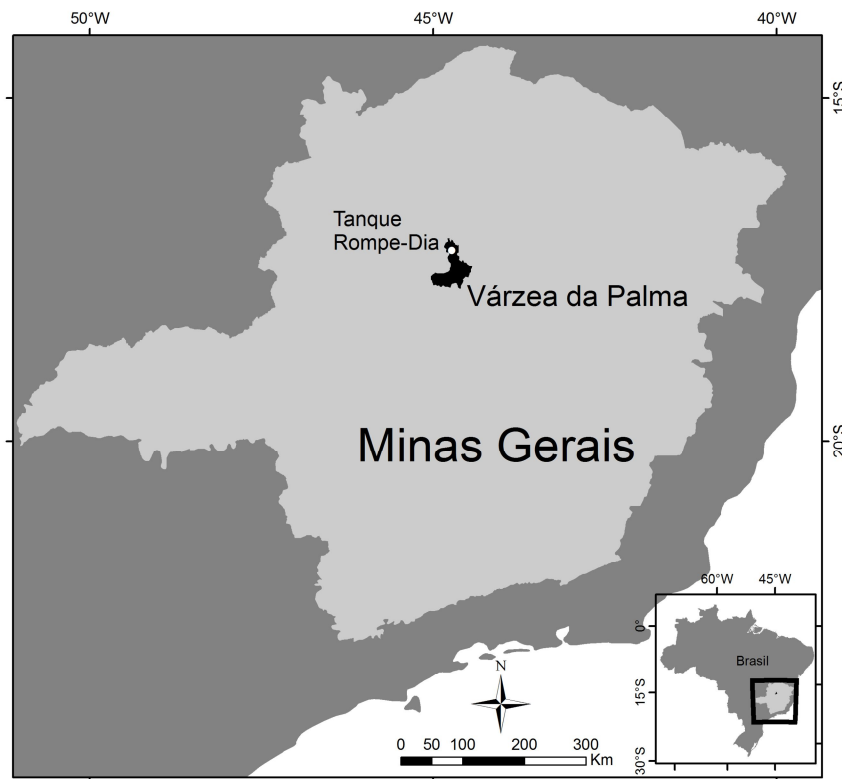 50°W 45°W 40°W
15°S
Tanque
Rompe-Dia
Várzea da Palma
Minas Gerais
20°S
60°W 45°W
0°
Brasil
15°S
30°S
N
0 50 100 200 300
Km